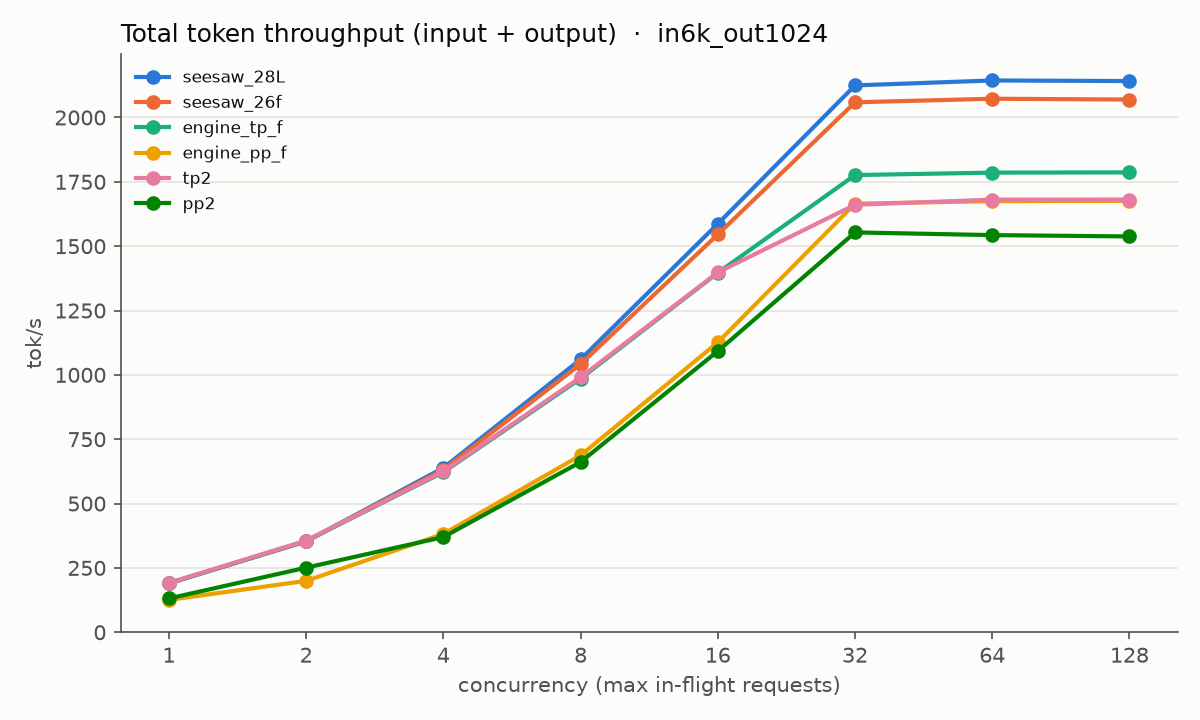 Total token throughput (input + output)  ·  in6k_out1024
seesaw_28L
seesaw_26f
engine_tp_f
engine_pp_f
tp2
pp2
tok/s
2000
1750
1500
1250
1000
750
500
250
0
1 2 4 8 16 32 64 128
concurrency (max in-flight requests)